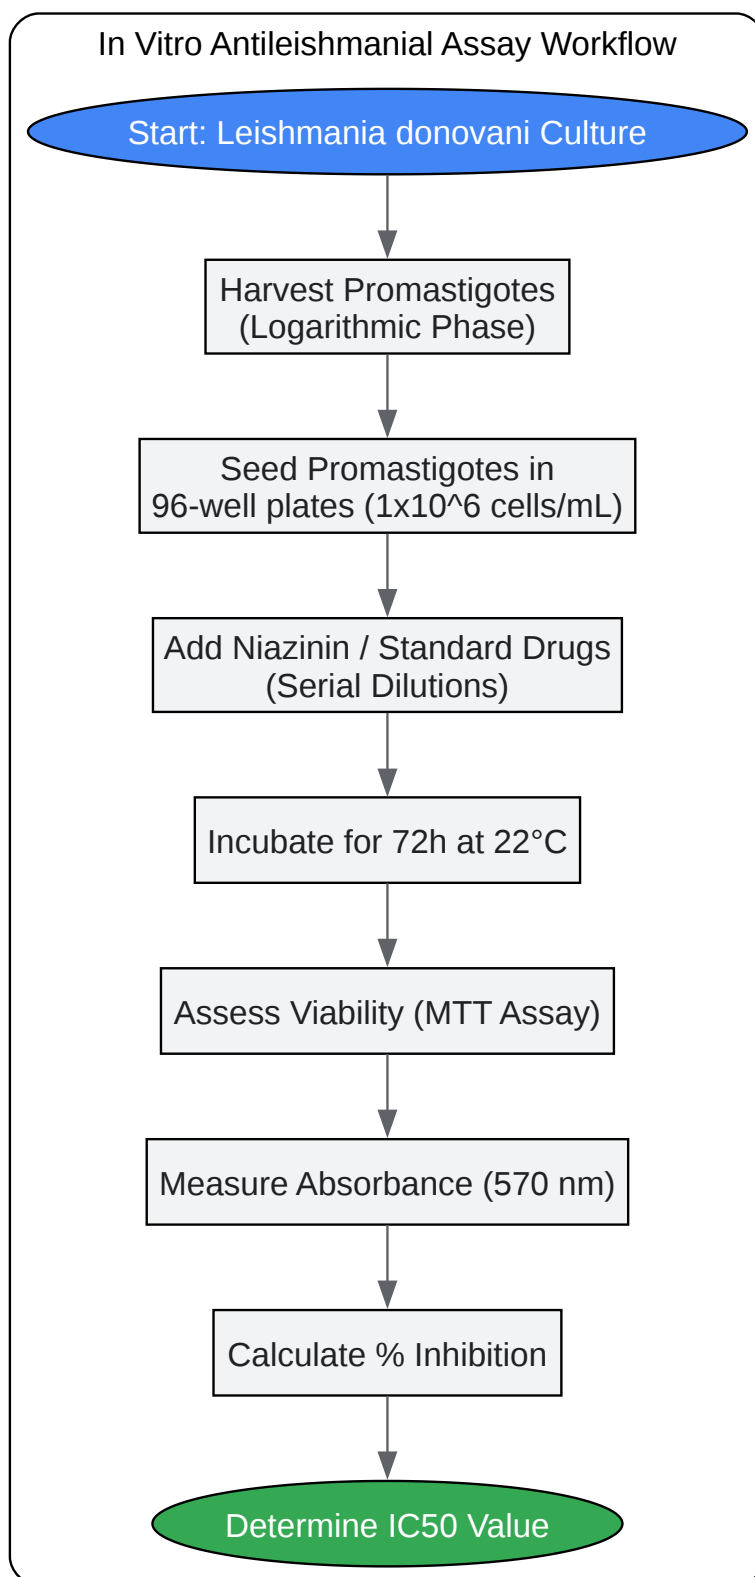 In Vitro Antileishmanial Assay Workflow
Start: Leishmania donovani Culture
Harvest Promastigotes
(Logarithmic Phase)
Seed Promastigotes in
96-well plates (1x10^6 cells/mL)
Add Niazinin / Standard Drugs
(Serial Dilutions)
Incubate for 72h at 22°C
Assess Viability (MTT Assay)
Measure Absorbance (570 nm)
Calculate % Inhibition
Determine IC50 Value